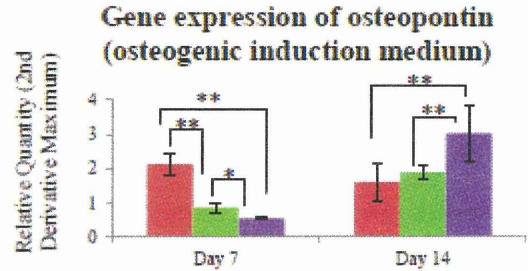 Gene expression of osteopontin
(osteogenic induction medium)
Relative Quantity (2nd
Derivative Maximum)
4
3
2
1
0
**
**
*
**
**
Day 7
Day 14